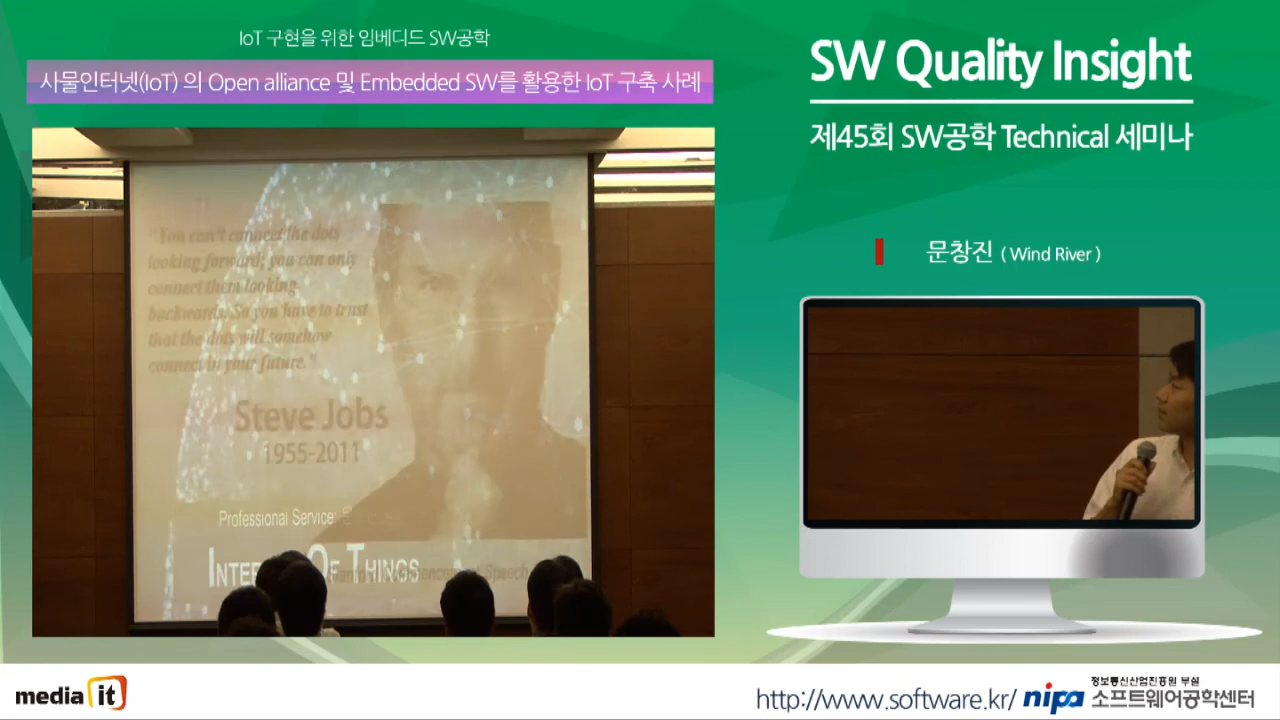 IoT 구현을 위한 임베디드 SW공학
사물인터넷(IoT) 의 Open alliance 및 Embedded SW를 활용한 IoT 구축 사례
SW Quality Insight
제45회 SW공학 Technical 세미나
문창진 ( Wind River )
"You can't connect the dots
looking forward; you can only
connect them looking
backwards. So you have to trust
that the dots will somehow
connect in your future."
Steve Jobs
1955-2011
Professional Service:
OF THINGS
Speech
media it
http://www.software.kr/
nipa
정보통신산업진흥원 부설
소프트웨어공학센터